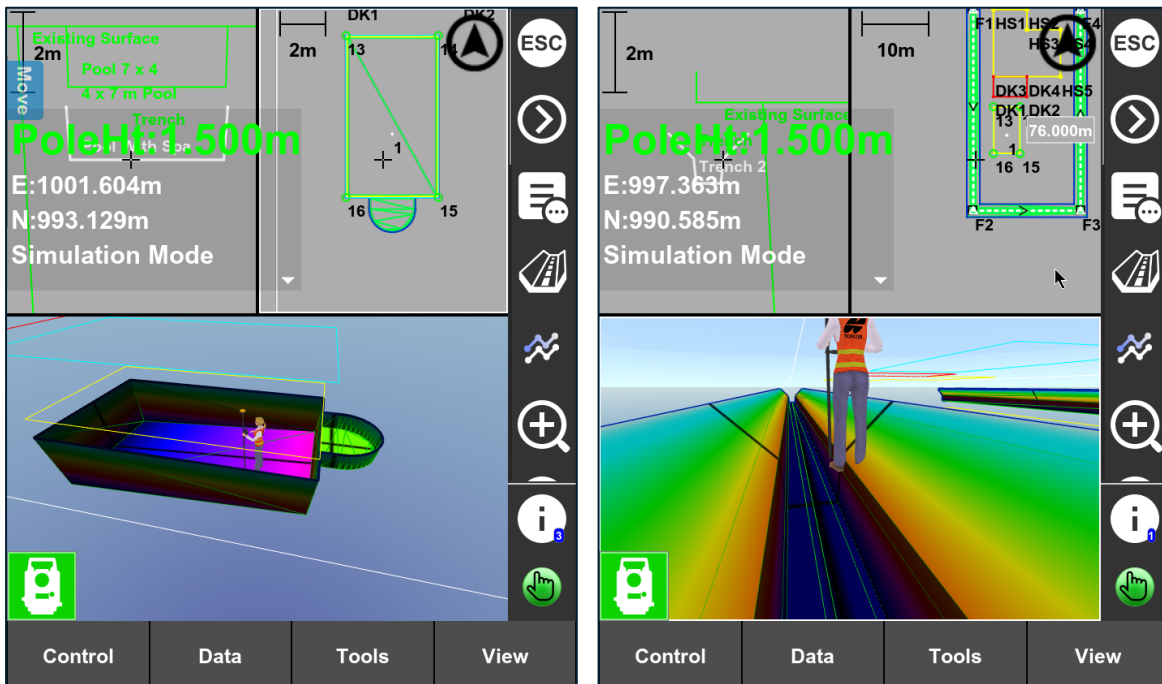 DK1
DK2
Existing Surface
2m
2m
13
14
Pool 7 x 4
Move
4 x 7 m Pool
Trench
PoleHt:1.500m
Pool With Spa
1
E:1001.604m
N:993.129m
16
15
Simulation Mode
ESC
3
Control
Data
Tools
View
F1
HS1
HS2
F4
2m
10m
HS3
HS4
DK3
DK4
HS5
DK1
DK2
Existing Surface
13
76.000m
Trench
PoleHt:1.500m
1
Trench 2
16
15
E:997.363m
N:990.585m
F2
F3
Simulation Mode
ESC
TOPCON
1
Control
Data
Tools
View